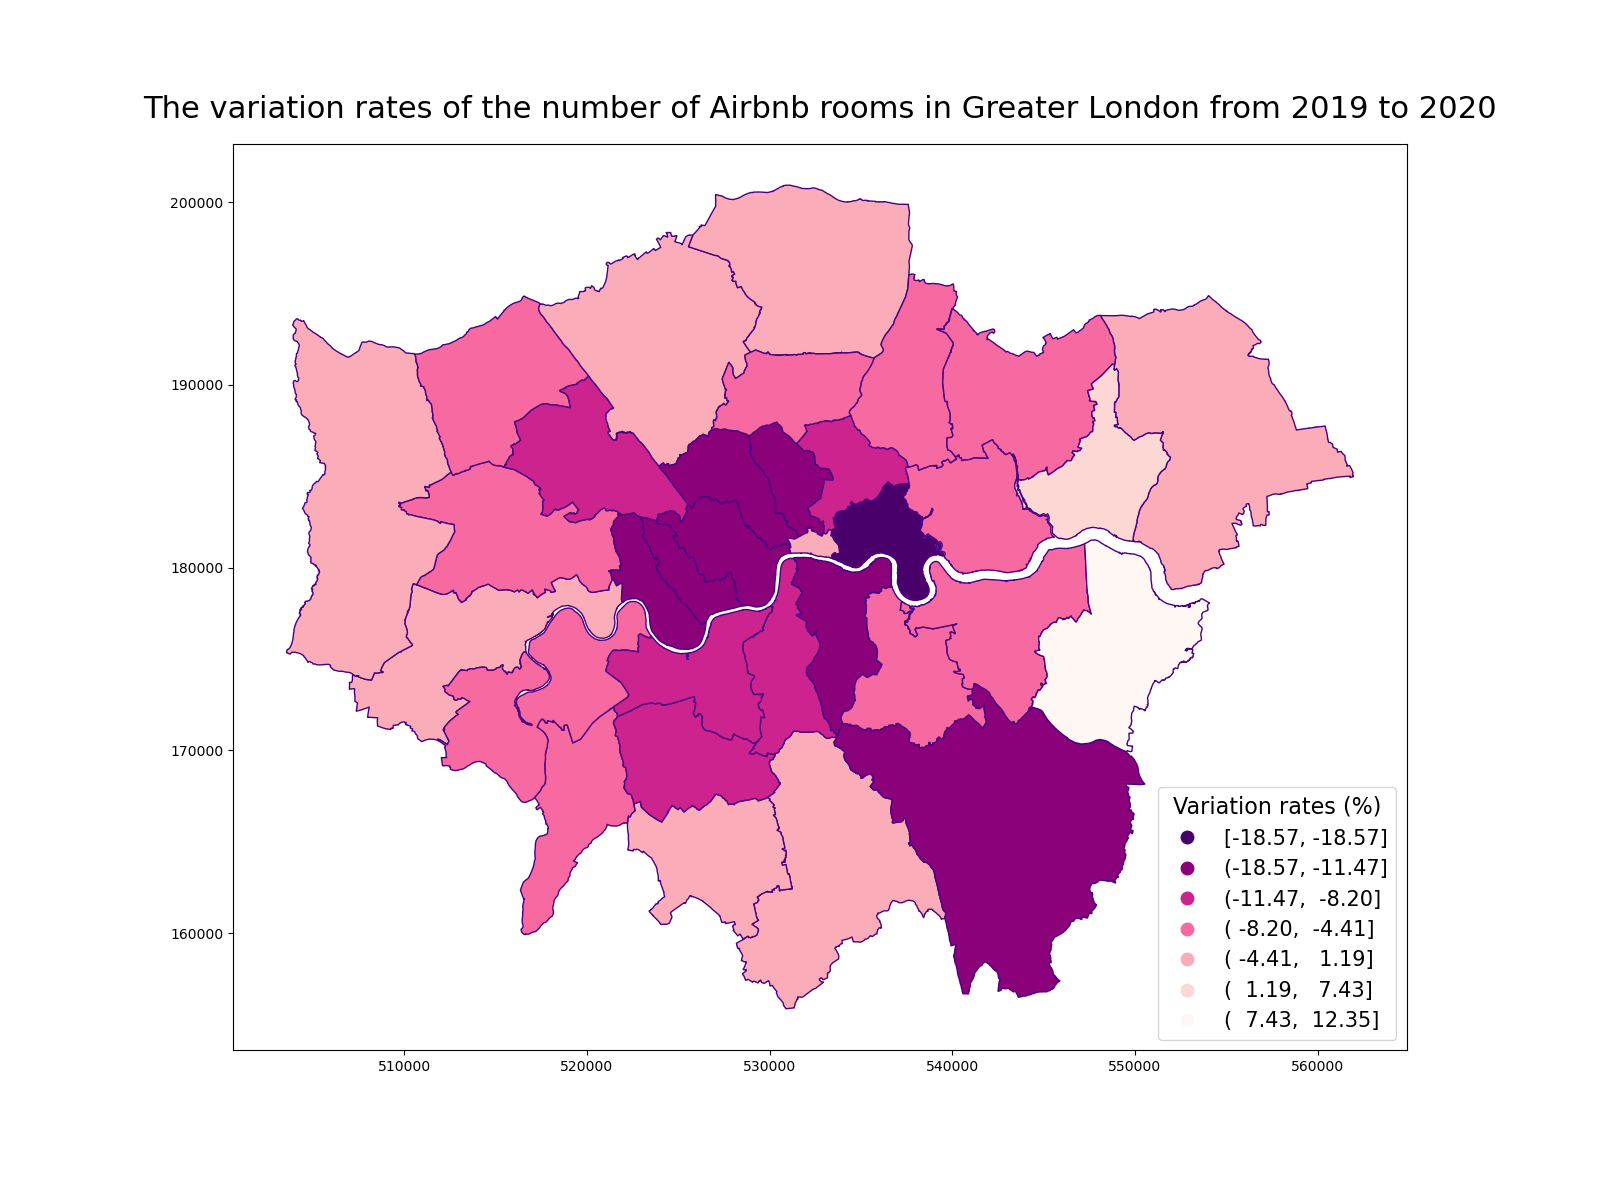 The variation rates of the number of Airbnb rooms in Greater London from 2019 to 2020
200000
190000
180000
170000
160000
510000 520000 530000 540000 550000 560000
Variation rates (%)
[-18.57, -18.57]
(-18.57, -11.47]
(-11.47,  -8.20]
( -8.20,  -4.41]
( -4.41,   1.19]
(  1.19,   7.43]
(  7.43,  12.35]